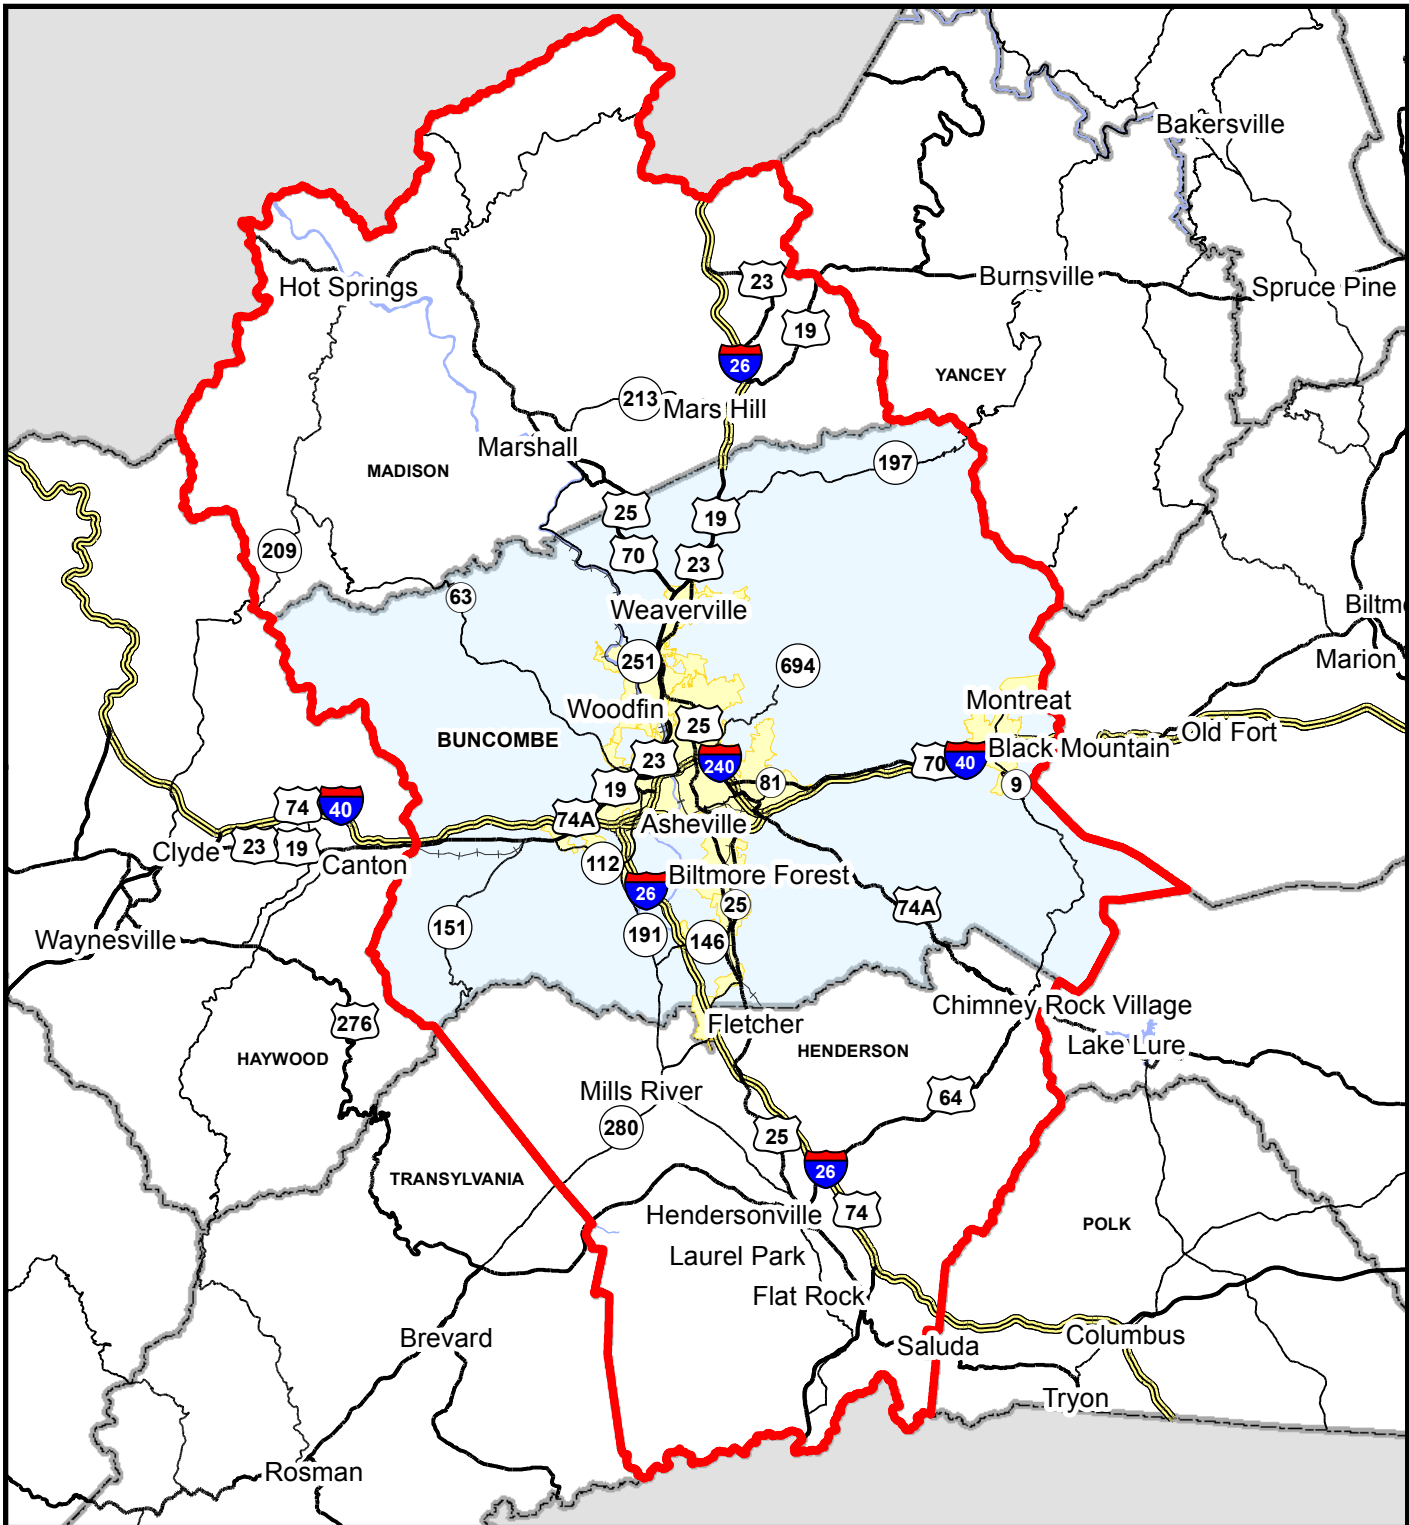 Bakersville
Hot Springs
23
Burnsville
Spruce Pine
19
26
YANCEY
213
Mars Hill
Marshall
MADISON
197
25
19
209
70
23
63
Weaverville
Biltm
251
694
Marion
Montreat
Woodfin
25
Old Fort
BUNCOMBE
Black Mountain
23
240
70
40
81
9
19
74
40
74A
Asheville
Clyde
23
19
Canton
112
Biltmore Forest
26
25
74A
151
191
146
Waynesville
Chimney Rock Village
276
Fletcher
HENDERSON
Lake Lure
HAYWOOD
Mills River
64
280
25
26
TRANSYLVANIA
Hendersonville
74
POLK
Laurel Park
Flat Rock
Brevard
Saluda
Columbus
Tryon
Rosman